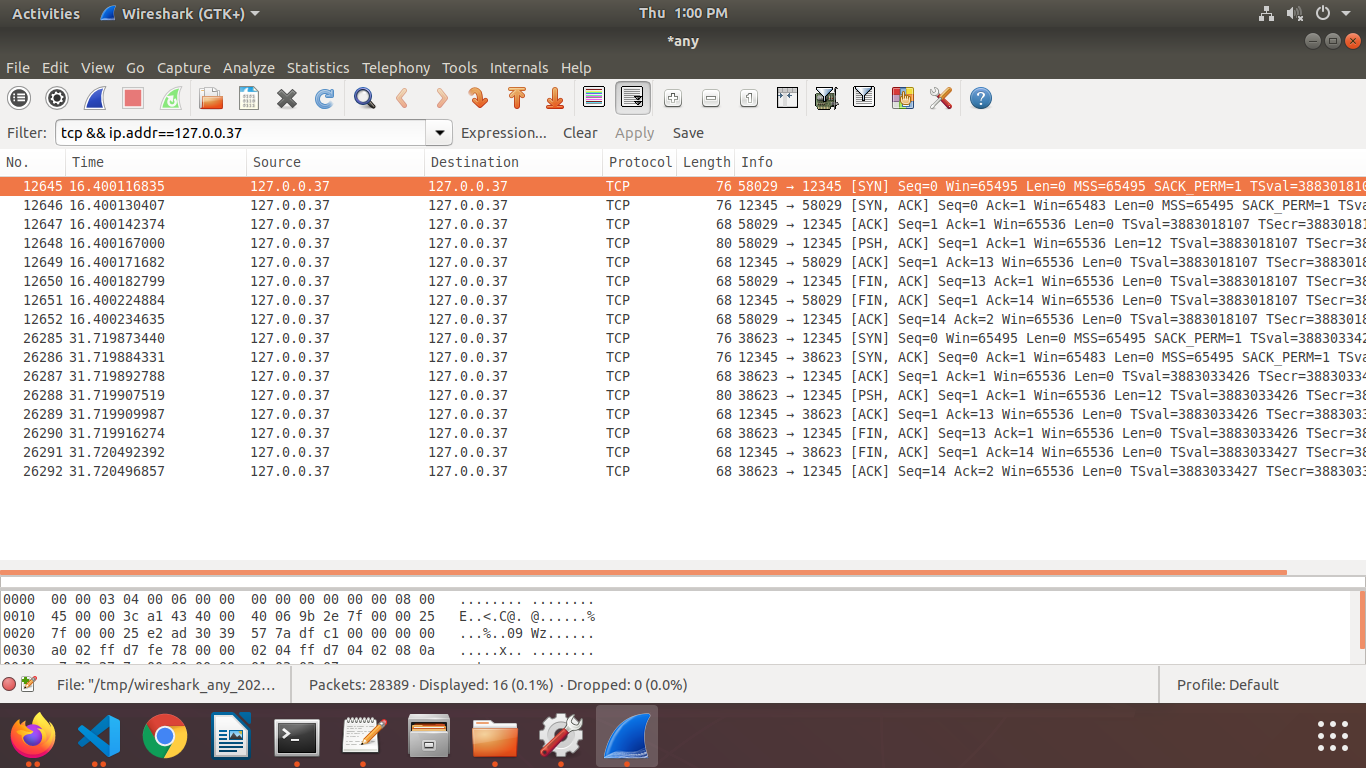 Activities Wireshark (GTK+) Thu 1:00 PM
*any
File Edit View Go Capture Analyze Statistics Telephony Tools Internals Help
Filter: tcp && ip.addr==127.0.0.37 Expression... Clear Apply Save
No. Time Source Destination Protocol Length Info
12645 16.400116835 127.0.0.37 127.0.0.37 TCP 76 58029 → 12345 [SYN] Seq=0 Win=65495 Len=0 MSS=65495 SACK_PERM=1 TSval=388301810
12646 16.400130407 127.0.0.37 127.0.0.37 TCP 76 12345 → 58029 [SYN, ACK] Seq=0 Ack=1 Win=65483 Len=0 MSS=65495 SACK_PERM=1 TSva
12647 16.400142374 127.0.0.37 127.0.0.37 TCP 68 58029 → 12345 [ACK] Seq=1 Ack=1 Win=65536 Len=0 TSval=3883018107 TSecr=38830181
12648 16.400167000 127.0.0.37 127.0.0.37 TCP 80 58029 → 12345 [PSH, ACK] Seq=1 Ack=1 Win=65536 Len=12 TSval=3883018107 TSecr=388
12649 16.400171682 127.0.0.37 127.0.0.37 TCP 68 12345 → 58029 [ACK] Seq=1 Ack=13 Win=65536 Len=0 TSval=3883018107 TSecr=3883018
12650 16.400182799 127.0.0.37 127.0.0.37 TCP 68 58029 → 12345 [FIN, ACK] Seq=13 Ack=1 Win=65536 Len=0 TSval=3883018107 TSecr=388
12651 16.400224884 127.0.0.37 127.0.0.37 TCP 68 12345 → 58029 [FIN, ACK] Seq=1 Ack=14 Win=65536 Len=0 TSval=3883018107 TSecr=388
12652 16.400234635 127.0.0.37 127.0.0.37 TCP 68 58029 → 12345 [ACK] Seq=14 Ack=2 Win=65536 Len=0 TSval=3883018107 TSecr=3883018
26285 31.719873440 127.0.0.37 127.0.0.37 TCP 76 38623 → 12345 [SYN] Seq=0 Win=65495 Len=0 MSS=65495 SACK_PERM=1 TSval=388303342
26286 31.719884331 127.0.0.37 127.0.0.37 TCP 76 12345 → 38623 [SYN, ACK] Seq=0 Ack=1 Win=65483 Len=0 MSS=65495 SACK_PERM=1 TSva
26287 31.719892788 127.0.0.37 127.0.0.37 TCP 68 38623 → 12345 [ACK] Seq=1 Ack=1 Win=65536 Len=0 TSval=3883033426 TSecr=38830334
26288 31.719907519 127.0.0.37 127.0.0.37 TCP 80 38623 → 12345 [PSH, ACK] Seq=1 Ack=1 Win=65536 Len=12 TSval=3883033426 TSecr=388
26289 31.719909987 127.0.0.37 127.0.0.37 TCP 68 12345 → 38623 [ACK] Seq=1 Ack=13 Win=65536 Len=0 TSval=3883033426 TSecr=3883033
26290 31.719916274 127.0.0.37 127.0.0.37 TCP 68 38623 → 12345 [FIN, ACK] Seq=13 Ack=1 Win=65536 Len=0 TSval=3883033426 TSecr=388
26291 31.720492392 127.0.0.37 127.0.0.37 TCP 68 12345 → 38623 [FIN, ACK] Seq=1 Ack=14 Win=65536 Len=0 TSval=3883033427 TSecr=388
26292 31.720496857 127.0.0.37 127.0.0.37 TCP 68 38623 → 12345 [ACK] Seq=14 Ack=2 Win=65536 Len=0 TSval=3883033427 TSecr=3883033
0000 00 00 03 04 00 06 00 00 00 00 00 00 00 00 08 00 ........ ........
0010 45 00 00 3c a1 43 40 00 40 06 9b 2e 7f 00 00 25 E..<.C@. @......%
0020 7f 00 00 25 e2 ad 30 39 57 7a df c1 00 00 00 00 ...%..09 Wz......
0030 a0 02 ff d7 fe 78 00 00 02 04 ff d7 04 02 08 0a .....x.. ........
File: "/tmp/wireshark_any_202... Packets: 28389 · Displayed: 16 (0.1%) · Dropped: 0 (0.0%) Profile: Default